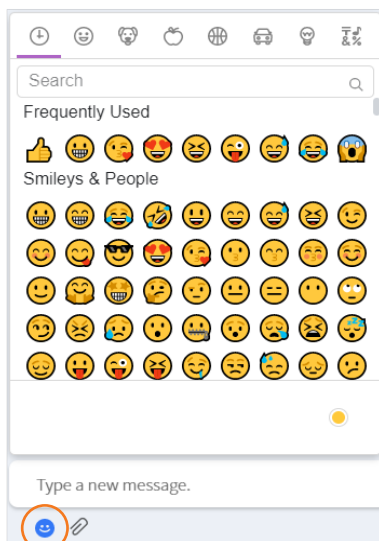 Search
Frequently Used
Smileys & People
Type a new message.